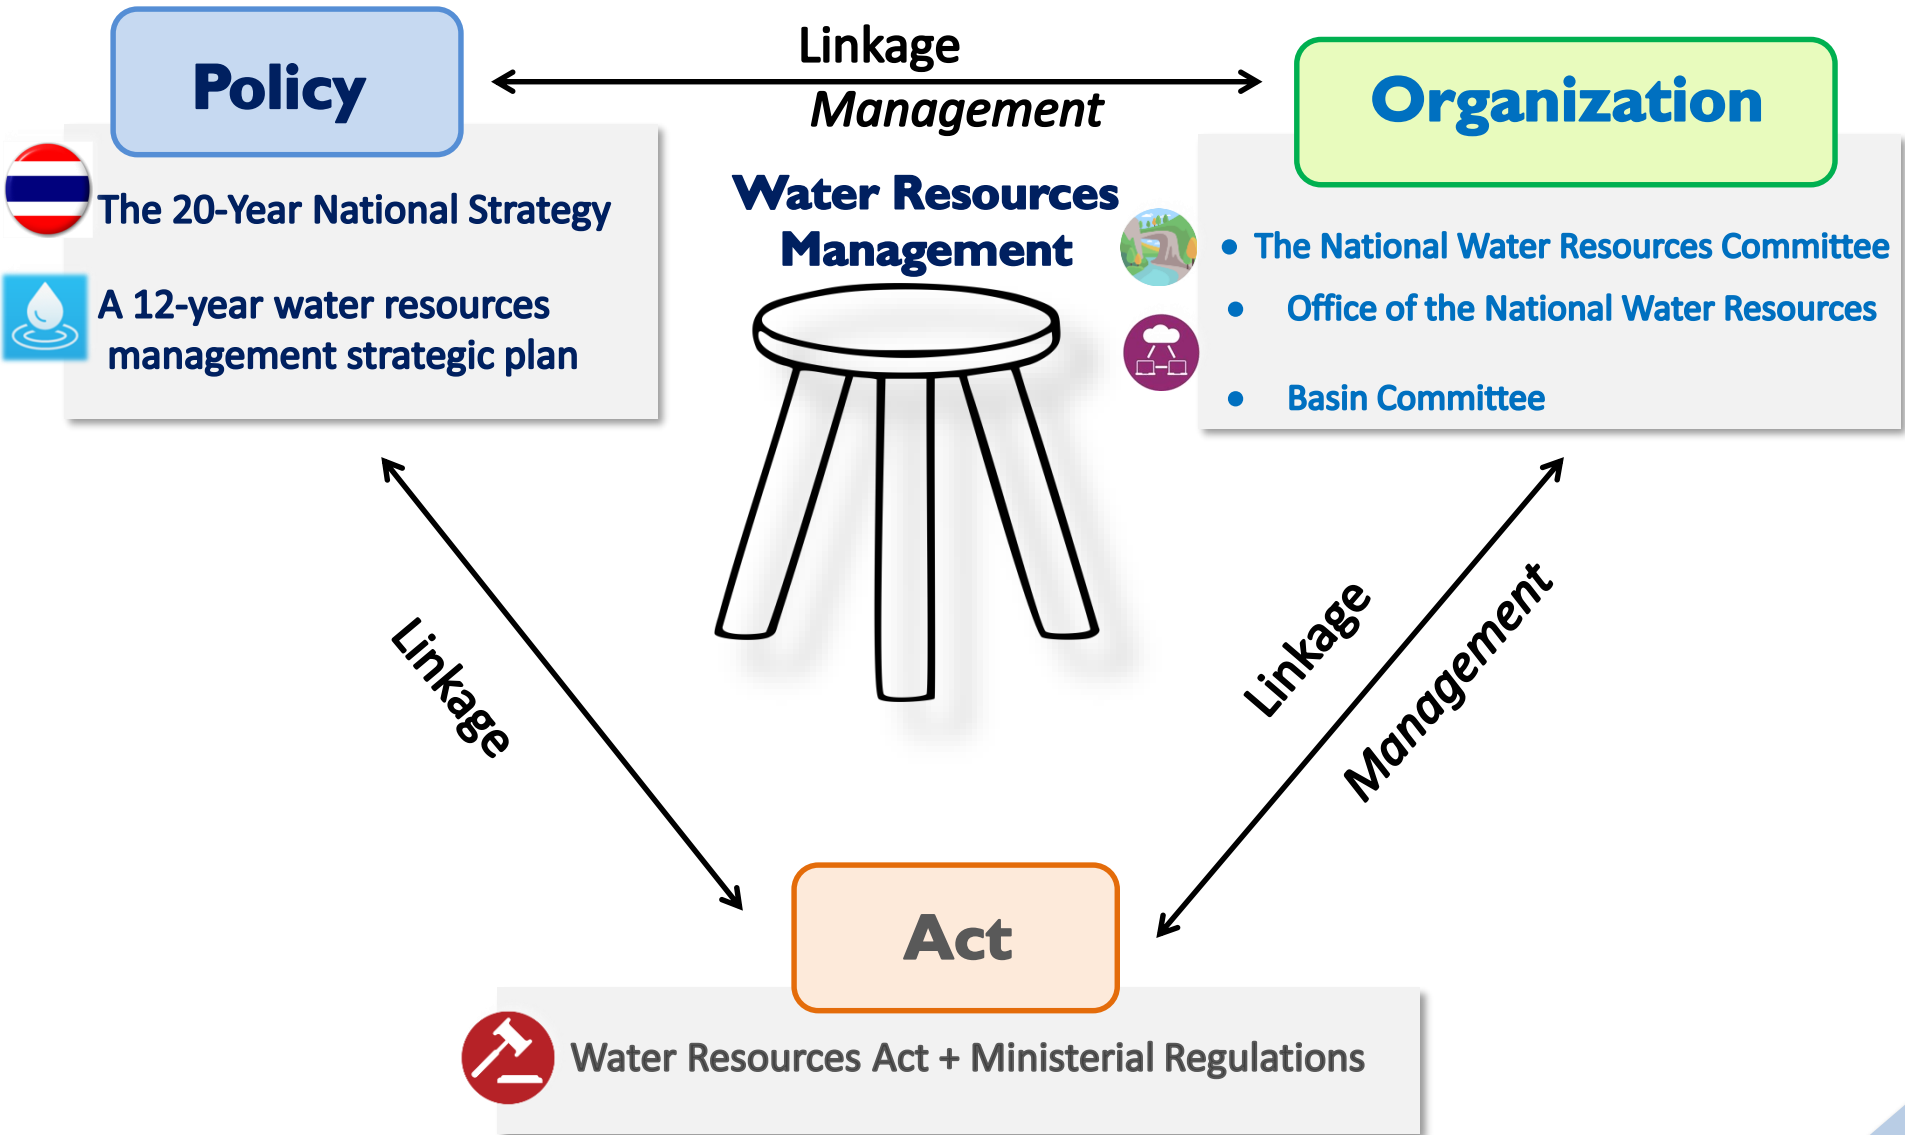 Policy
Linkage
Management
Organization
The 20-Year National Strategy
A 12-year water resources
management strategic plan
Water Resources
Management
• The National Water Resources Committee
• Office of the National Water Resources
• Basin Committee
Linkage
Linkage
Management
Act
Water Resources Act + Ministerial Regulations